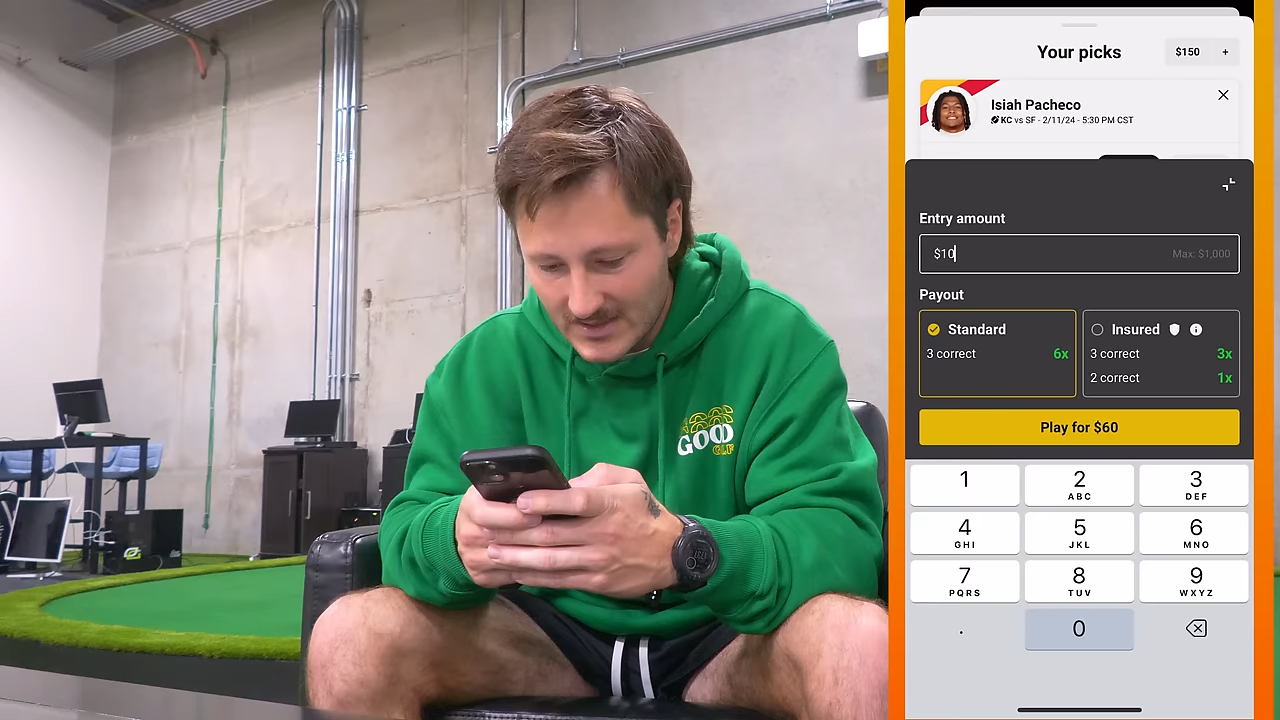 Your picks
$150 +
Isiah Pacheco
KC vs SF - 2/11/24 - 5:30 PM CST
Entry amount
$10
Max: $1,000
Payout
Standard
3 correct 6x
Insured
3 correct 3x
2 correct 1x
Play for $60
1
2
ABC
3
DEF
4
GHI
5
JKL
6
MNO
7
PQRS
8
TUV
9
WXYZ
.
0
GOOD
GOOD
GOLF